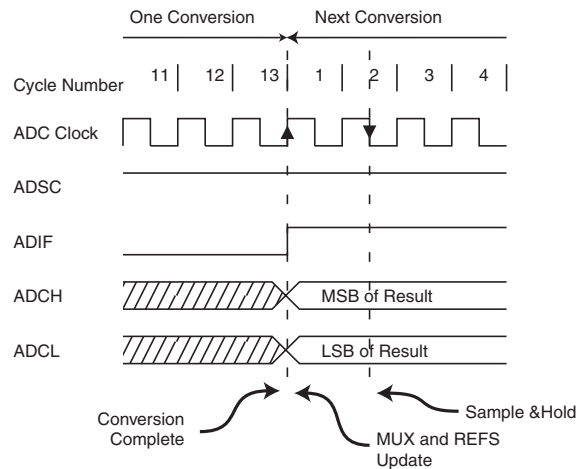 One Conversion Next Conversion
Cycle Number 11 12 13 1 2 3 4
ADC Clock
ADSC
ADIF
ADCH MSB of Result
ADCL LSB of Result
Conversion
Complete
MUX and REFS
Update
Sample &Hold